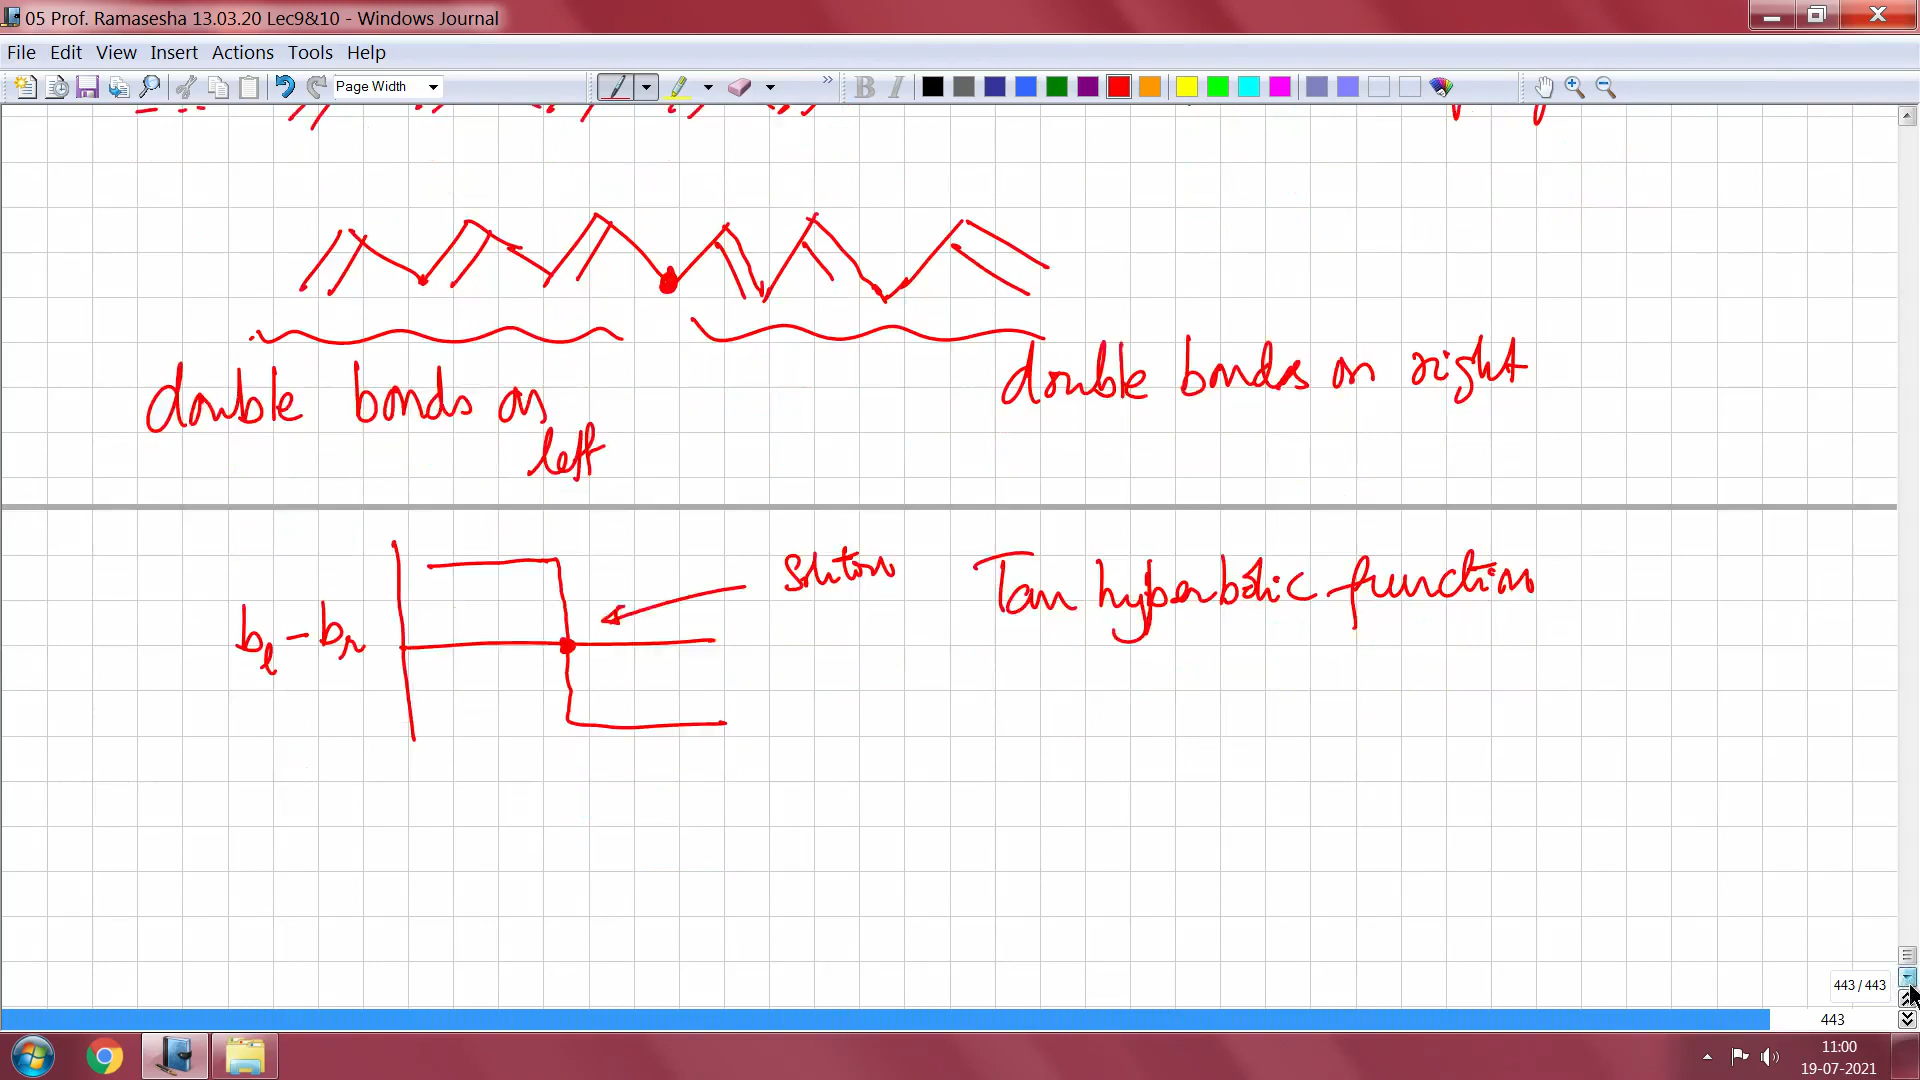 05 Prof. Ramasesha 13.03.20 Lec9&10 - Windows Journal
File Edit View Insert Actions Tools Help
Page Width
double bonds on left
double bonds on right
bl - br
Soliton
Tan hyperbolic function
443 / 443
443
11:00
19-07-2021